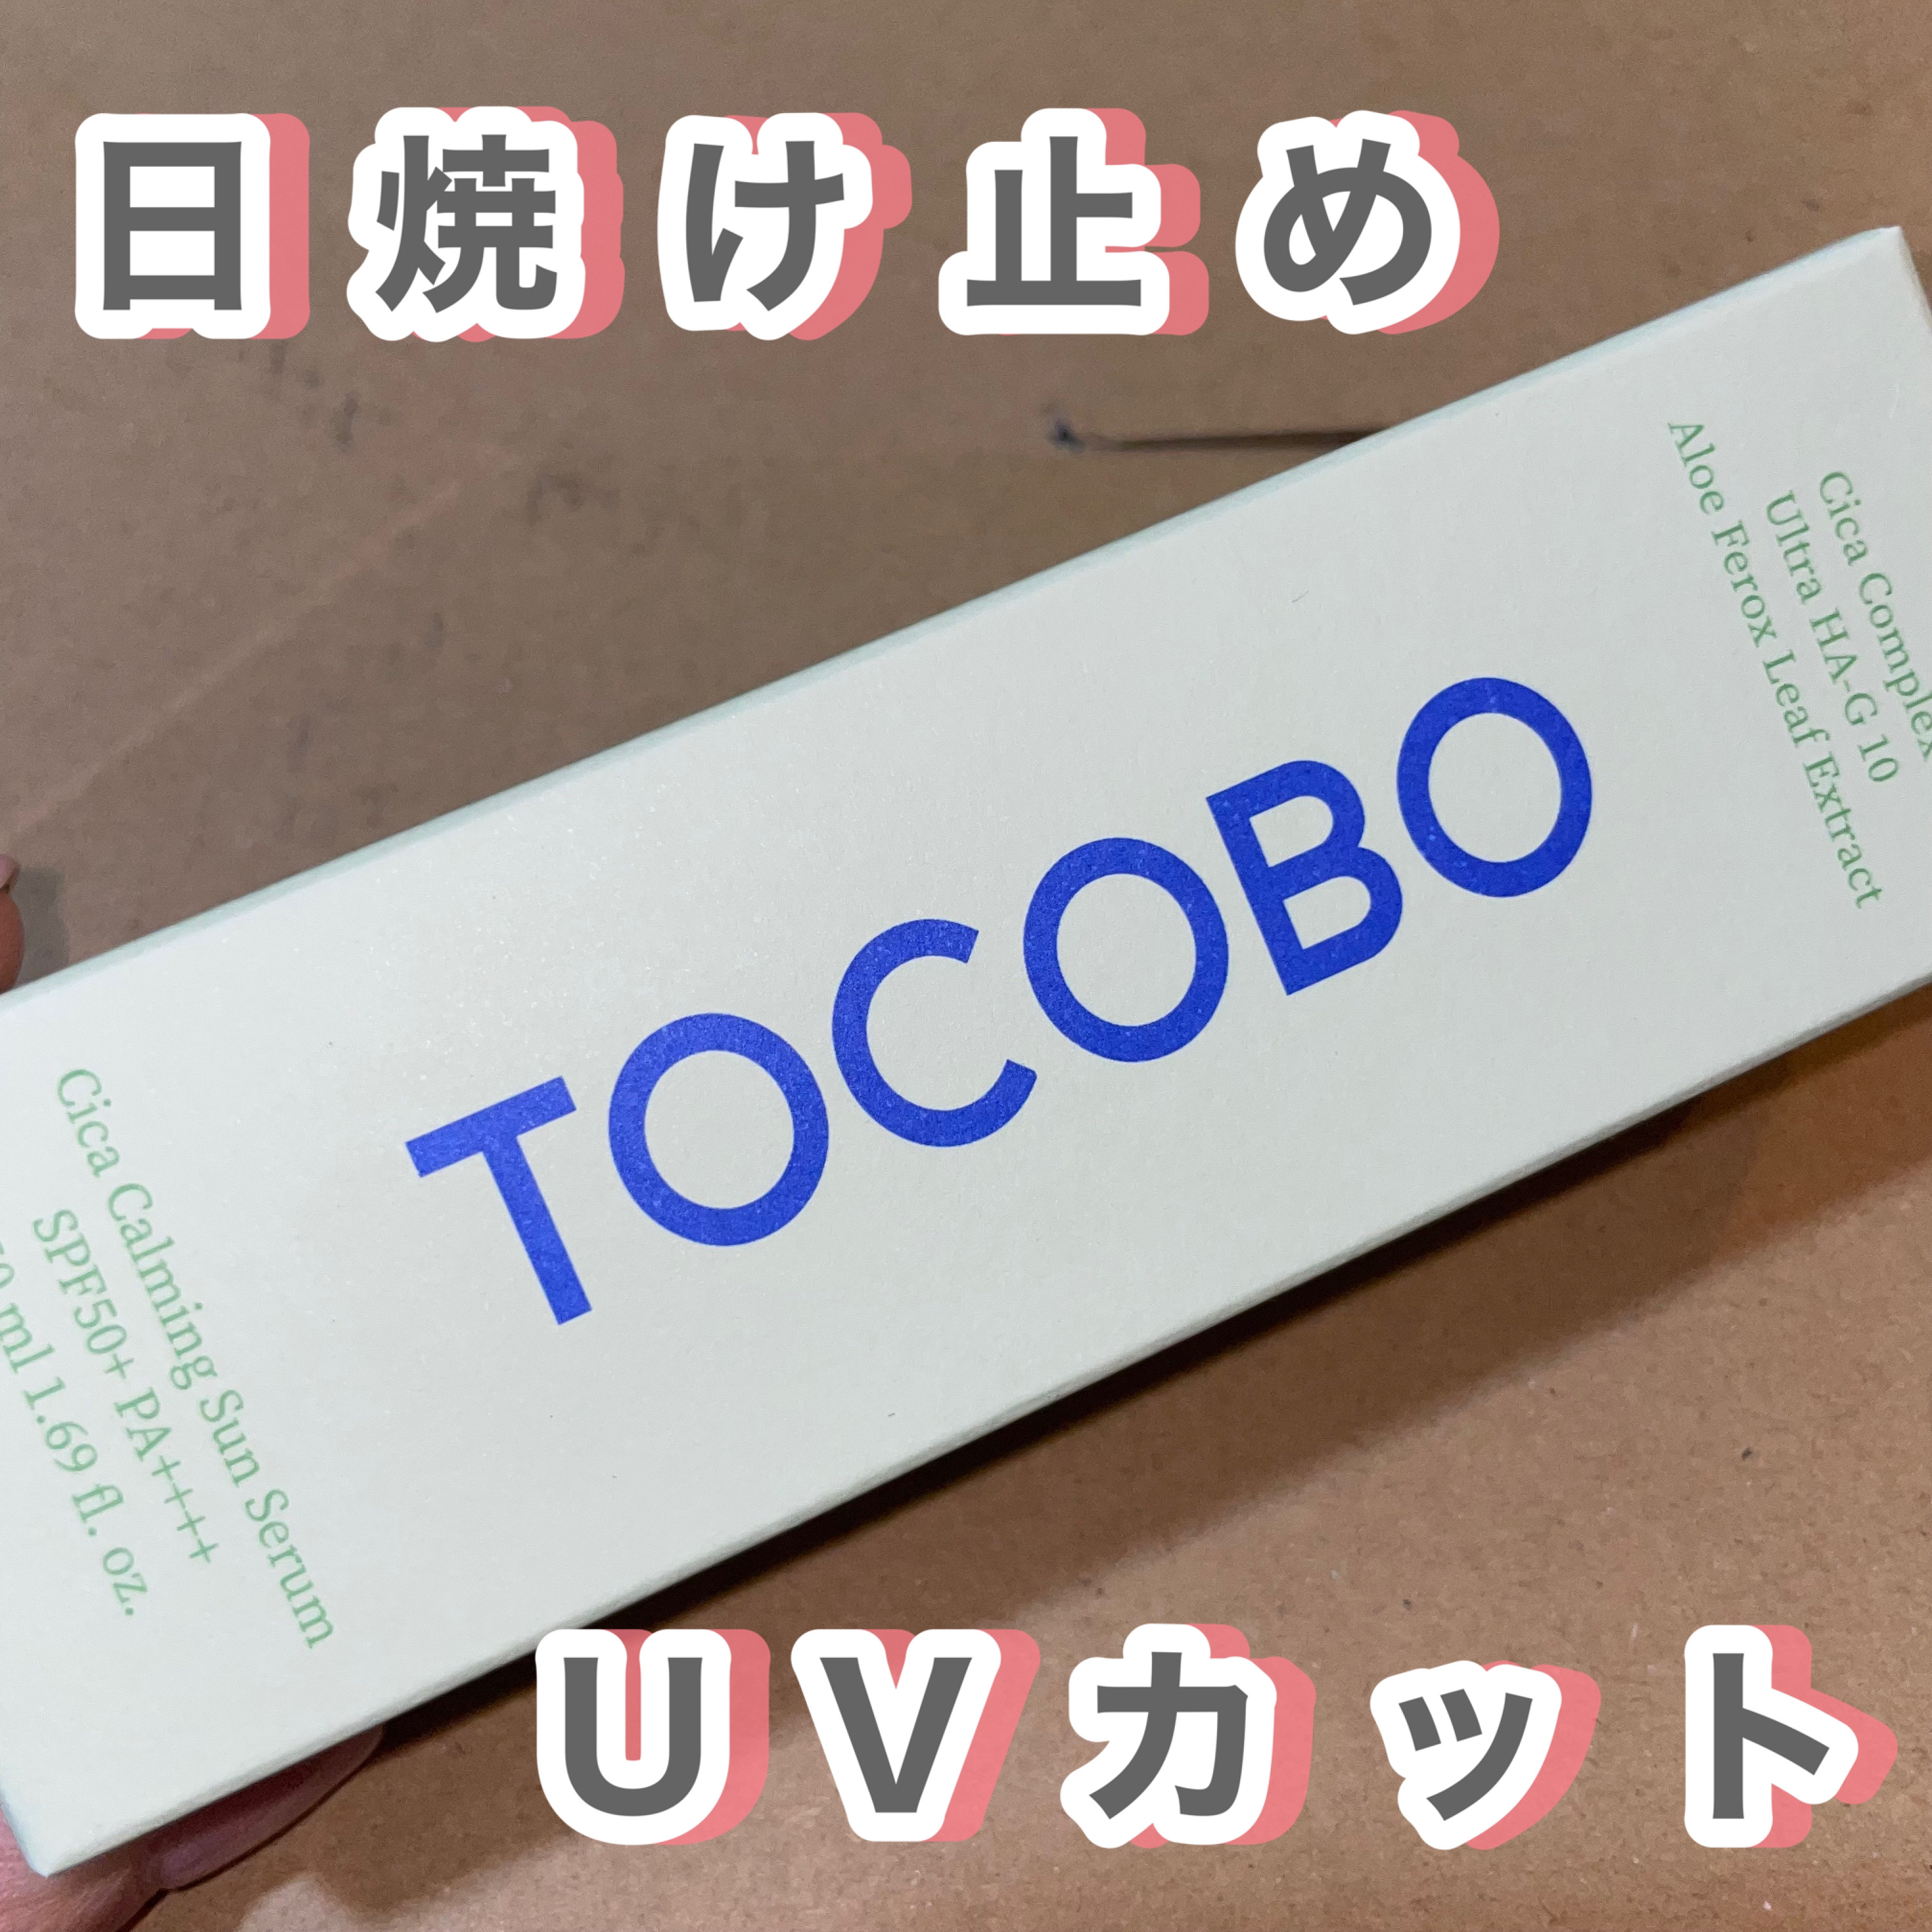 日焼け止め
Cica Complex
Ultra HA-G 10
Aloe Ferox Leaf Extract
TOCOBO
Cica Calming Sun Serum
SPF50+ PA++++
ml 1.69 fl. oz.
UVカット